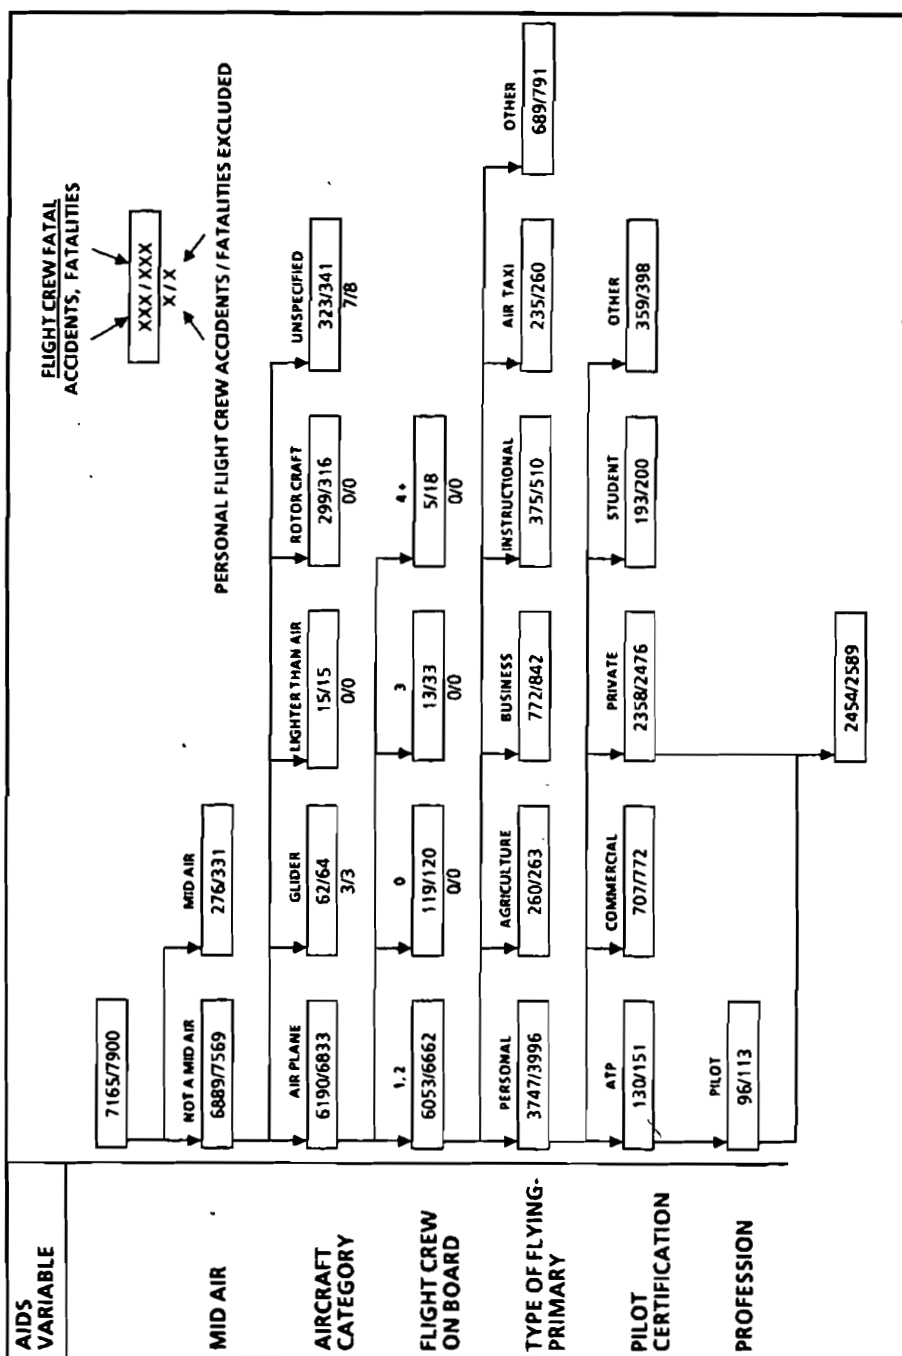 AIDS
VARIABLE
FLIGHT CREW FATAL
ACCIDENTS, FATALITIES
XXX / XXX
X / X
PERSONAL FLIGHT CREW ACCIDENTS / FATALITIES EXCLUDED
7165/7900
MID AIR
NOT A MID AIR
6889/7569
MID AIR
276/331
AIRCRAFT
CATEGORY
AIR PLANE
6190/6833
GLIDER
62/64
3/3
LIGHTER THAN AIR
15/15
0/0
ROTOR CRAFT
299/316
0/0
UNSPECIFIED
323/341
7/8
FLIGHT CREW
ON BOARD
1, 2
6053/6662
0
119/120
0/0
3
13/33
0/0
4 +
5/18
0/0
TYPE OF FLYING-
PRIMARY
PERSONAL
3747/3996
AGRICULTURE
260/263
BUSINESS
772/842
INSTRUCTIONAL
375/510
AIR TAXI
235/260
OTHER
689/791
PILOT
CERTIFICATION
ATP
130/151
COMMERCIAL
707/772
PRIVATE
2358/2476
STUDENT
193/200
OTHER
359/398
PROFESSION
PILOT
96/113
2454/2589